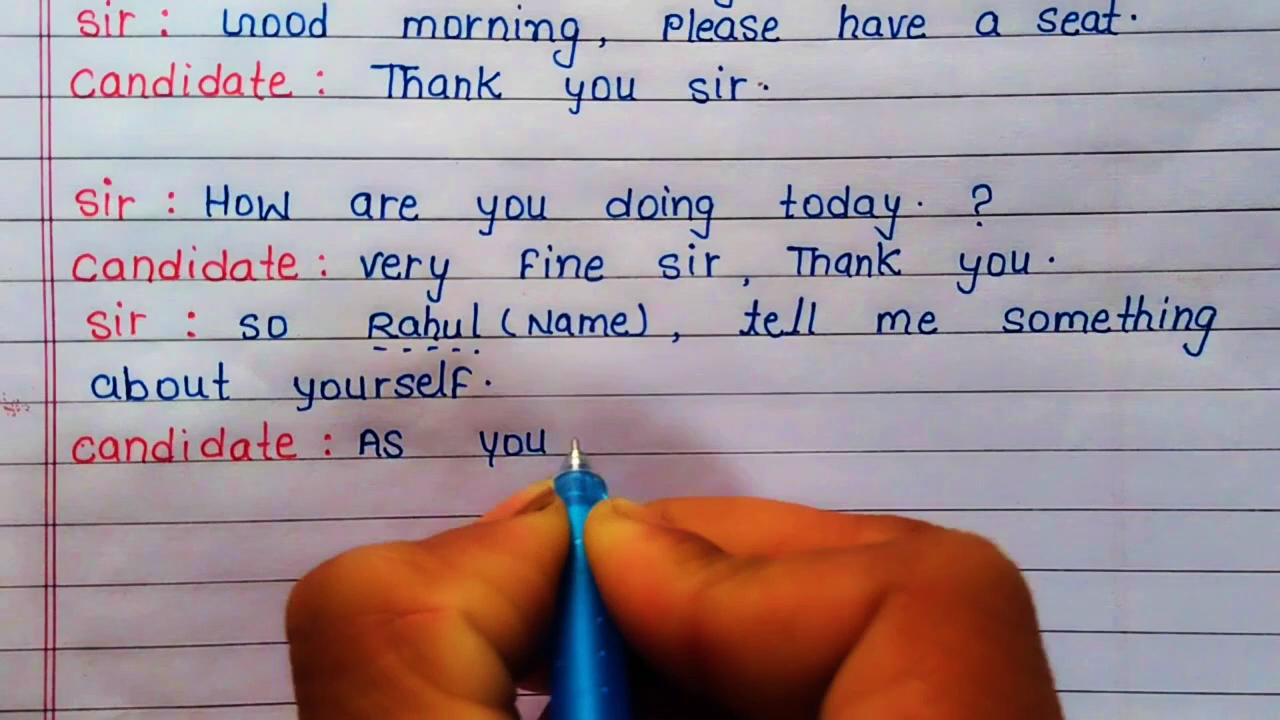 sir : Good morning, Please have a seat.
candidate : Thank you sir.
sir : How are you doing today. ?
candidate : very fine sir, Thank you.
sir : so Rahul (Name), tell me something
about yourself.
candidate : As you